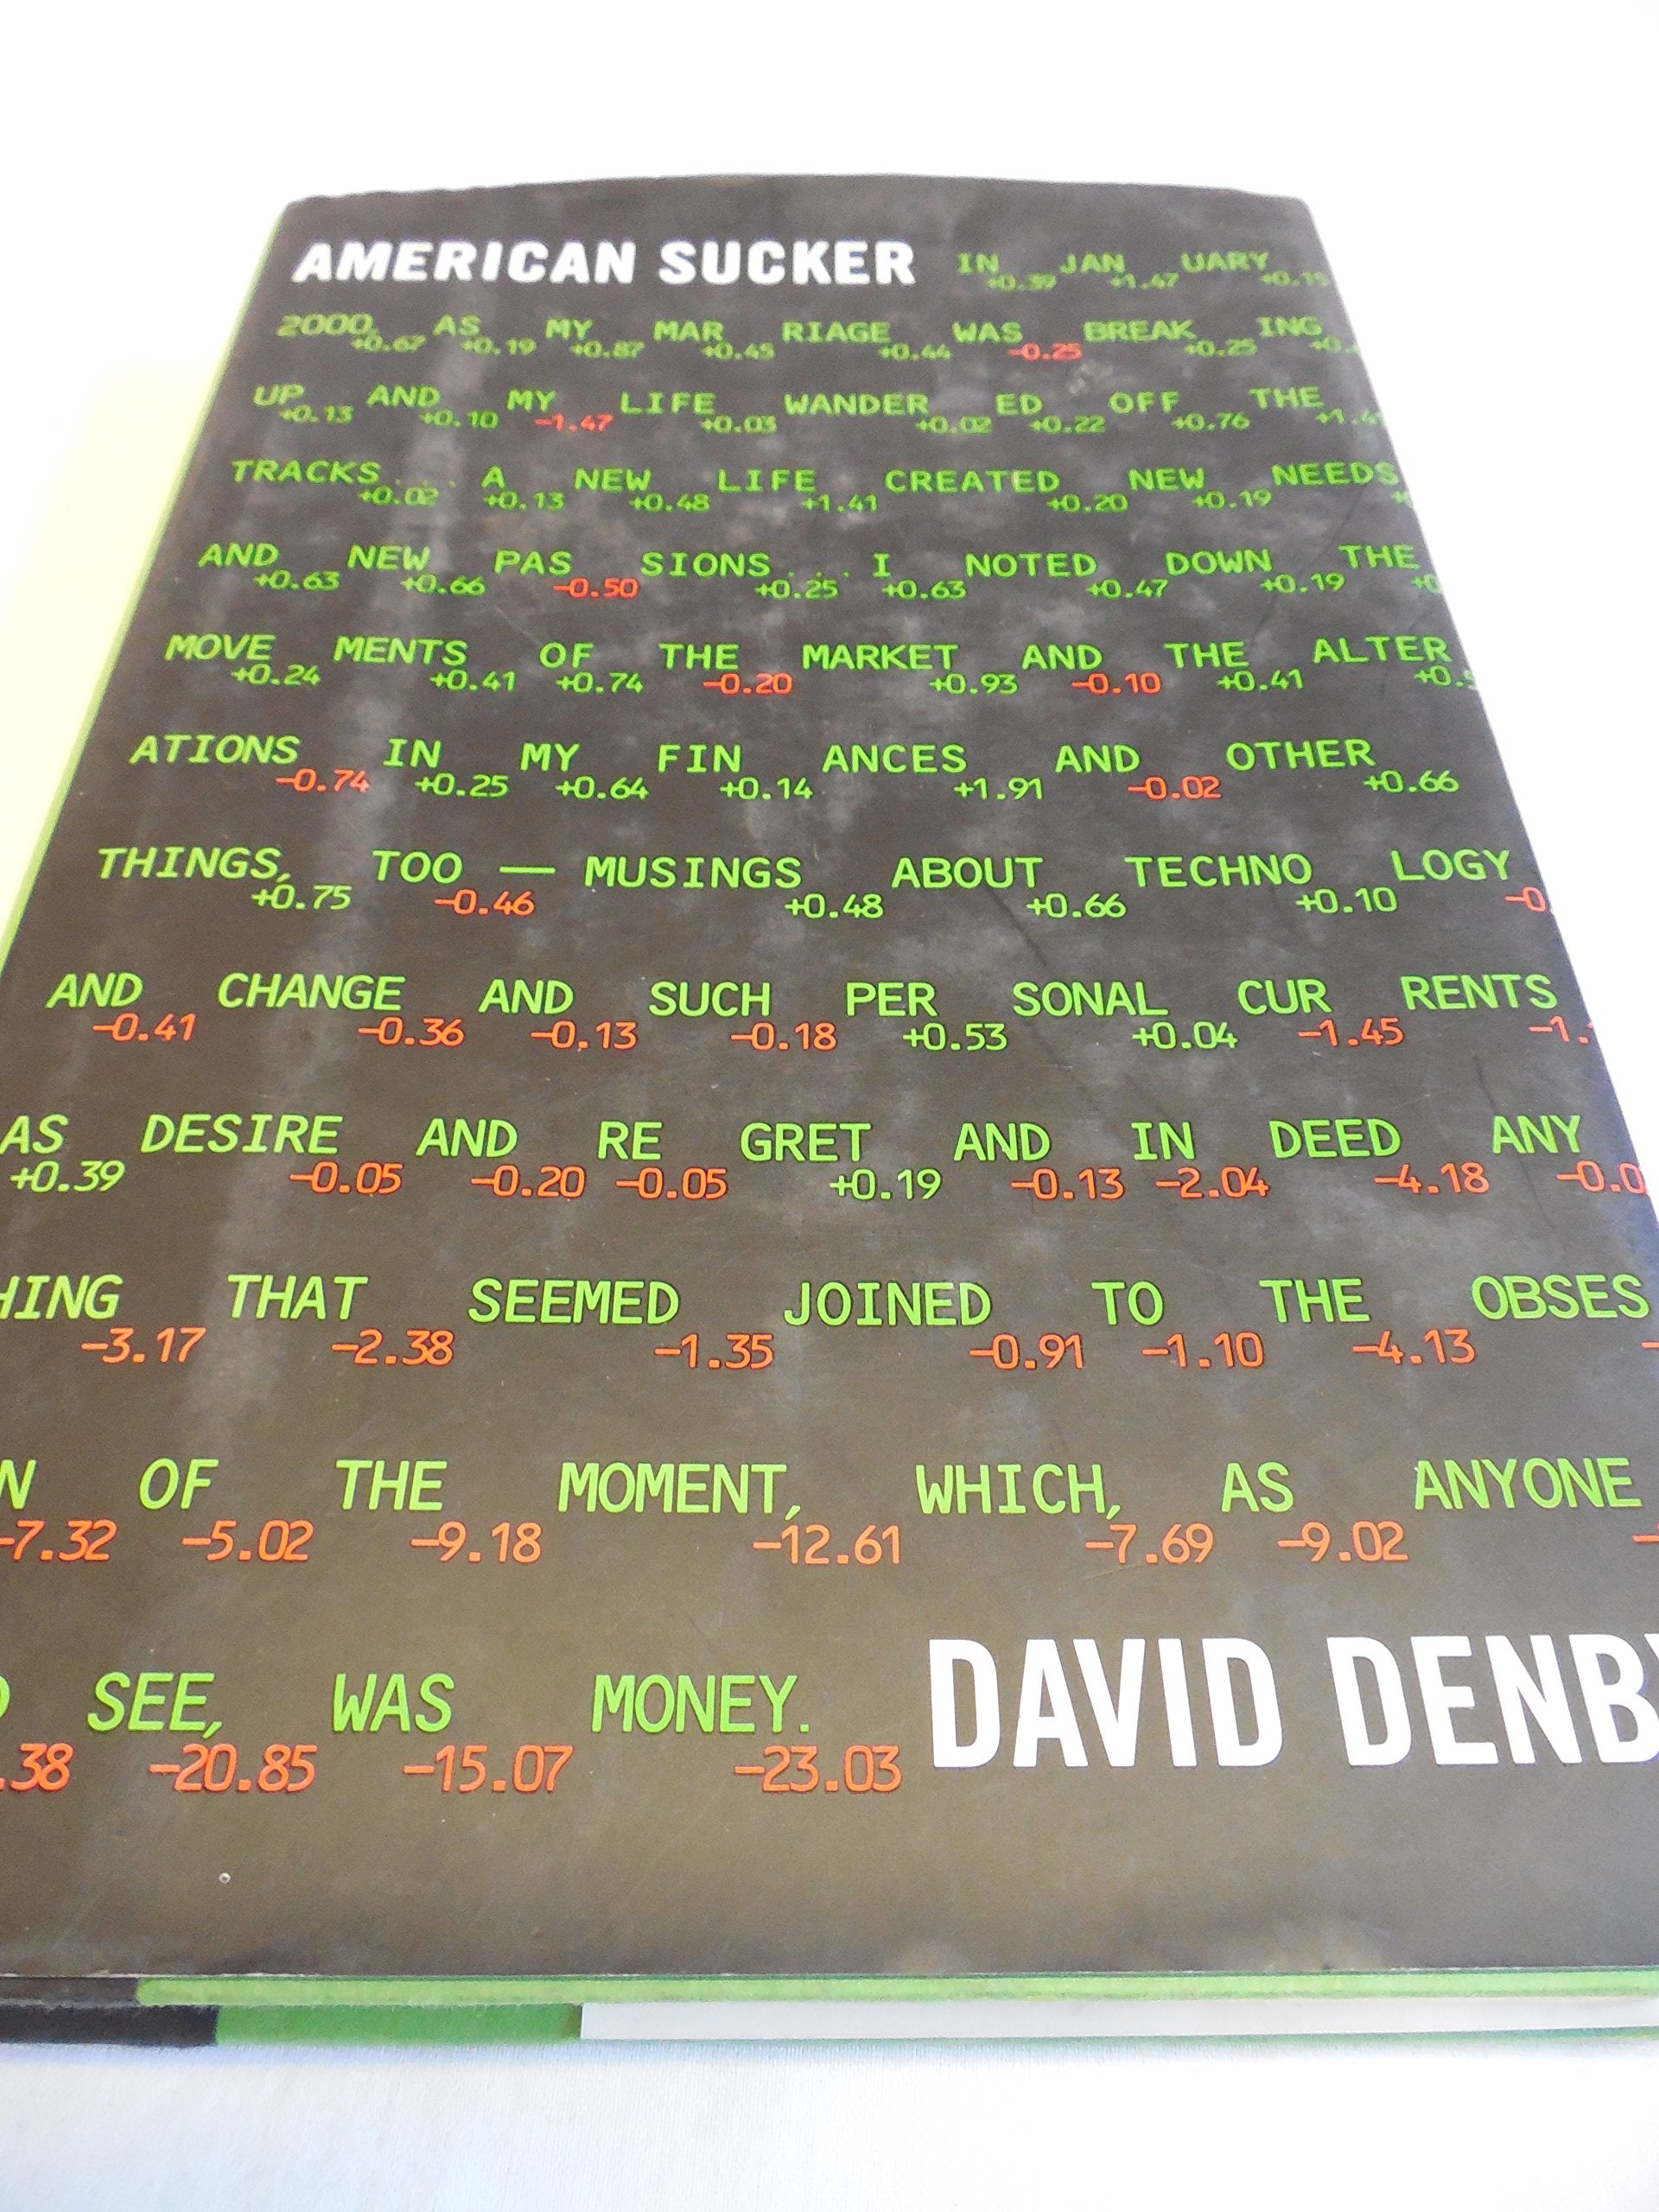 AMERICAN SUCKER IN JAN UARY
+0.39 +1.47 +0.15
2000, AS MY MAR RIAGE WAS BREAK ING
+0.67 +0.19 +0.87 +0.45 +0.44 -0.25 +0.25
UP AND MY LIFE WANDER ED OFF THE
+0.13 +0.10 -1.47 +0.03 +0.02 +0.22 +0.76
TRACKS . . . A NEW LIFE CREATED NEW NEEDS
+0.02 +0.13 +0.48 +1.41 +0.20 +0.19
AND NEW PAS SIONS . . . I NOTED DOWN THE
+0.63 +0.66 -0.50 +0.25 +0.63 +0.47 +0.19
MOVE MENTS OF THE MARKET AND THE ALTER
+0.24 +0.41 +0.74 -0.20 +0.93 -0.10 +0.41
ATIONS IN MY FIN ANCES AND OTHER
-0.74 +0.25 +0.64 +0.14 +1.91 -0.02 +0.66
THINGS, TOO — MUSINGS ABOUT TECHNO LOGY
+0.75 -0.46 +0.48 +0.66 +0.10
AND CHANGE AND SUCH PER SONAL CUR RENTS
-0.41 -0.36 -0.13 -0.18 +0.53 +0.04 -1.45
AS DESIRE AND RE GRET AND IN DEED ANY
+0.39 -0.05 -0.20 -0.05 +0.19 -0.13 -2.04 -4.18
HING THAT SEEMED JOINED TO THE OBSES
-3.17 -2.38 -1.35 -0.91 -1.10 -4.13
N OF THE MOMENT, WHICH, AS ANYONE
-7.32 -5.02 -9.18 -12.61 -7.69 -9.02
SEE, WAS MONEY. DAVID DENB
.38 -20.85 -15.07 -23.03